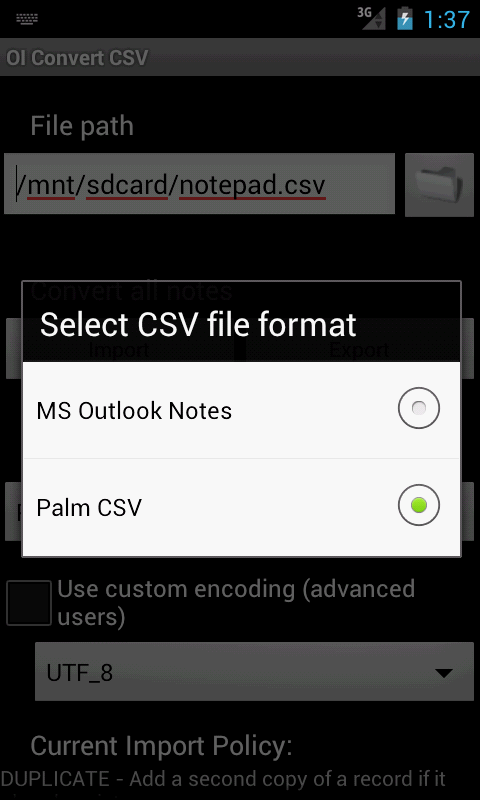 3G 1:37
OI Convert CSV
File path
/mnt/sdcard/notepad.csv
Convert all notes
Select CSV file format
Import Export
MS Outlook Notes
Palm CSV
Use custom encoding (advanced
users)
UTF_8
Current Import Policy:
DUPLICATE - Add a second copy of a record if it